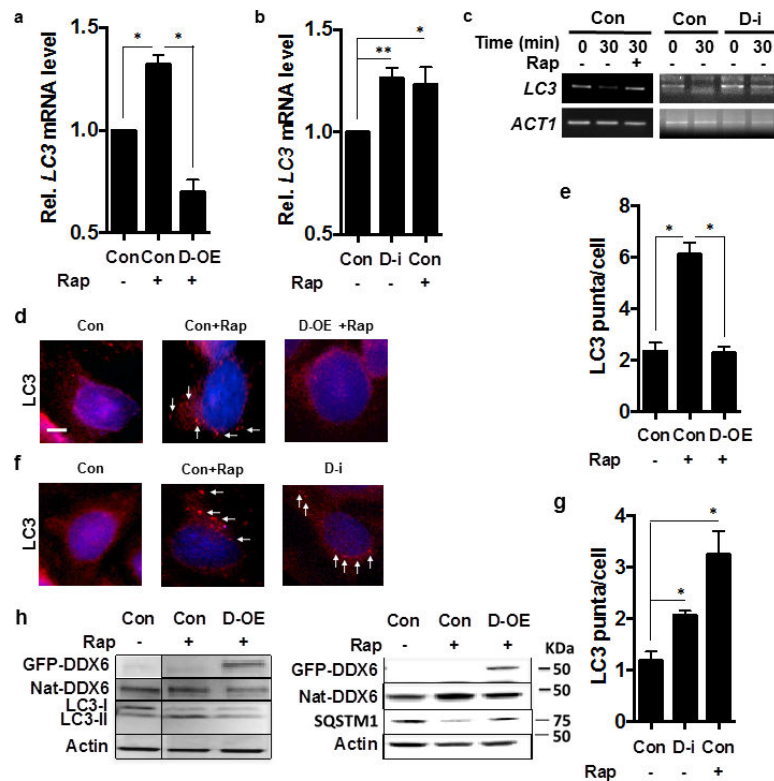 a
Rel. LC3 mRNA level
1.5
1.0
0.5
* *
Con Con D-OE
Rap - + +
b
Rel. LC3 mRNA level
1.5
1.0
0.5
*
**
Con D-i Con
Rap - - +
c
Con Con D-i
Time (min) 0 30 30 0 30 0 30
Rap - - + - - - -
LC3
ACT1
d
Con Con+Rap D-OE +Rap
LC3
e
LC3 punta/cell
8
6
4
2
0
* *
Con Con D-OE
Rap - + +
f
Con Con+Rap D-i
LC3
g
LC3 punta/cell
4
3
2
1
0
*
*
Con D-i Con
Rap - - +
h
Con Con D-OE
Rap - + +
GFP-DDX6
Nat-DDX6
LC3-I
LC3-II
Actin
Con Con D-OE
Rap - + + KDa
GFP-DDX6 50
Nat-DDX6 50
SQSTM1 75
50
Actin